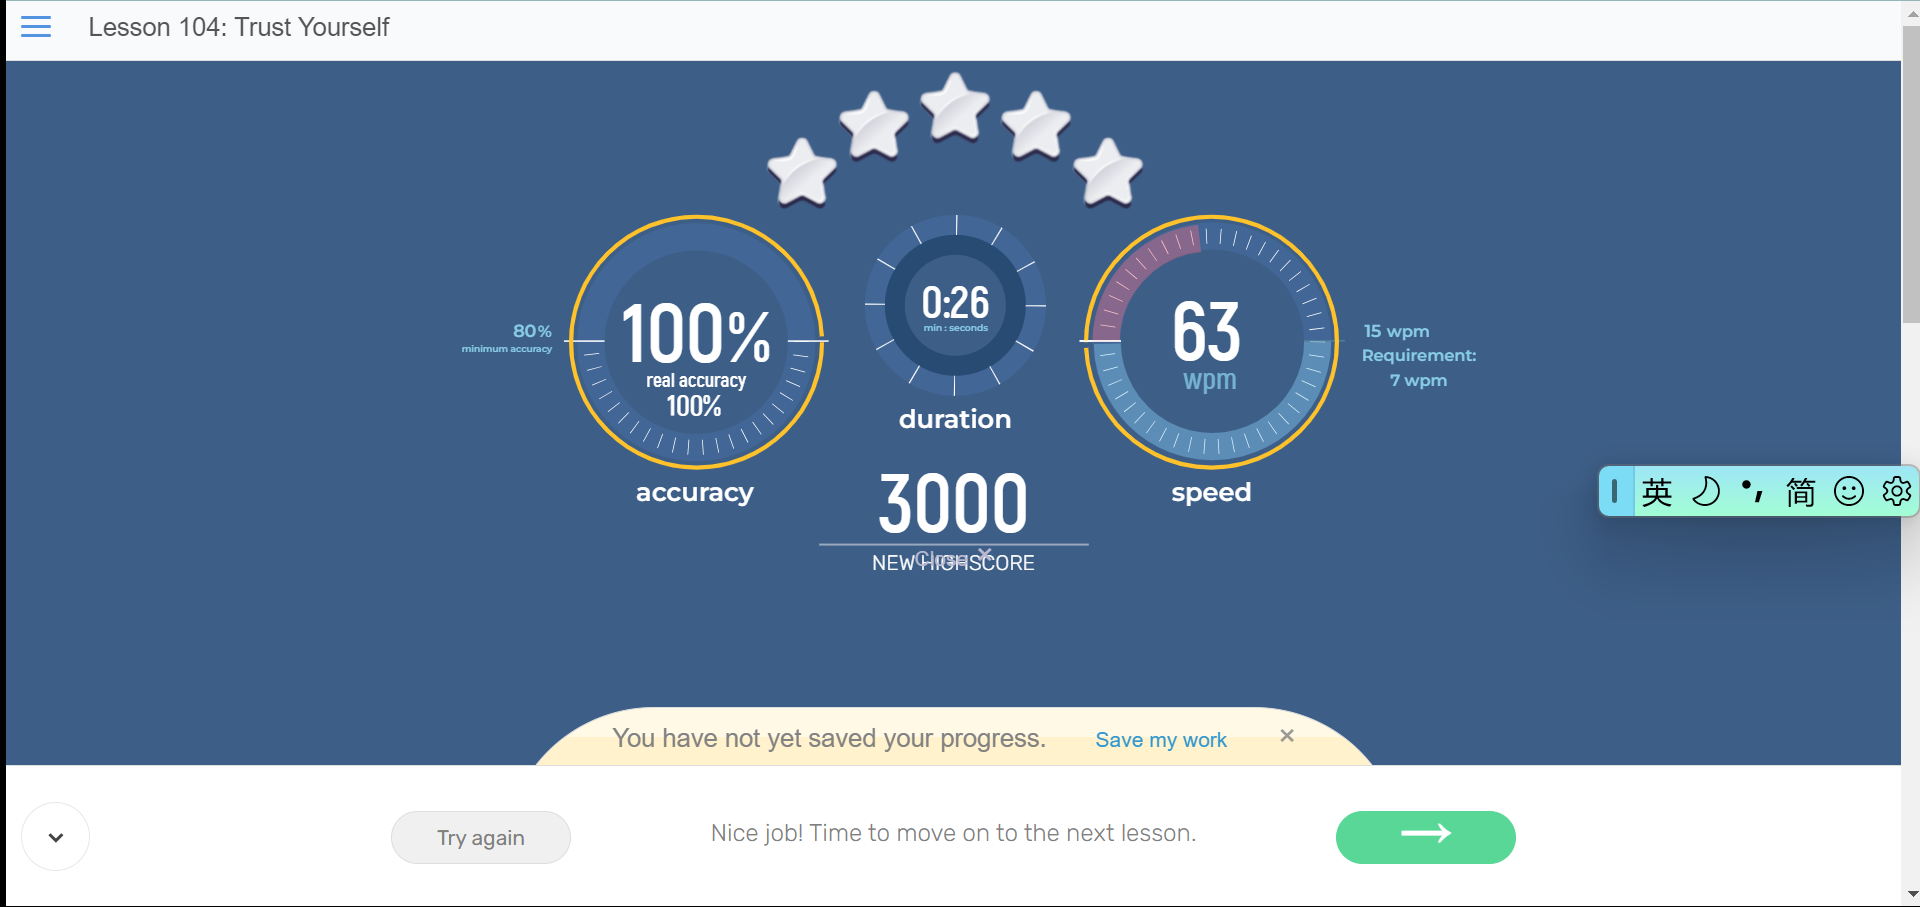 Lesson 104: Trust Yourself
80%
minimum accuracy
100%
real accuracy
100%
accuracy
0:26
min : seconds
duration
63
wpm
speed
15 wpm
Requirement:
7 wpm
3000
Close ×
NEW HIGHSCORE
英 简
You have not yet saved your progress. Save my work ×
Try again
Nice job! Time to move on to the next lesson.